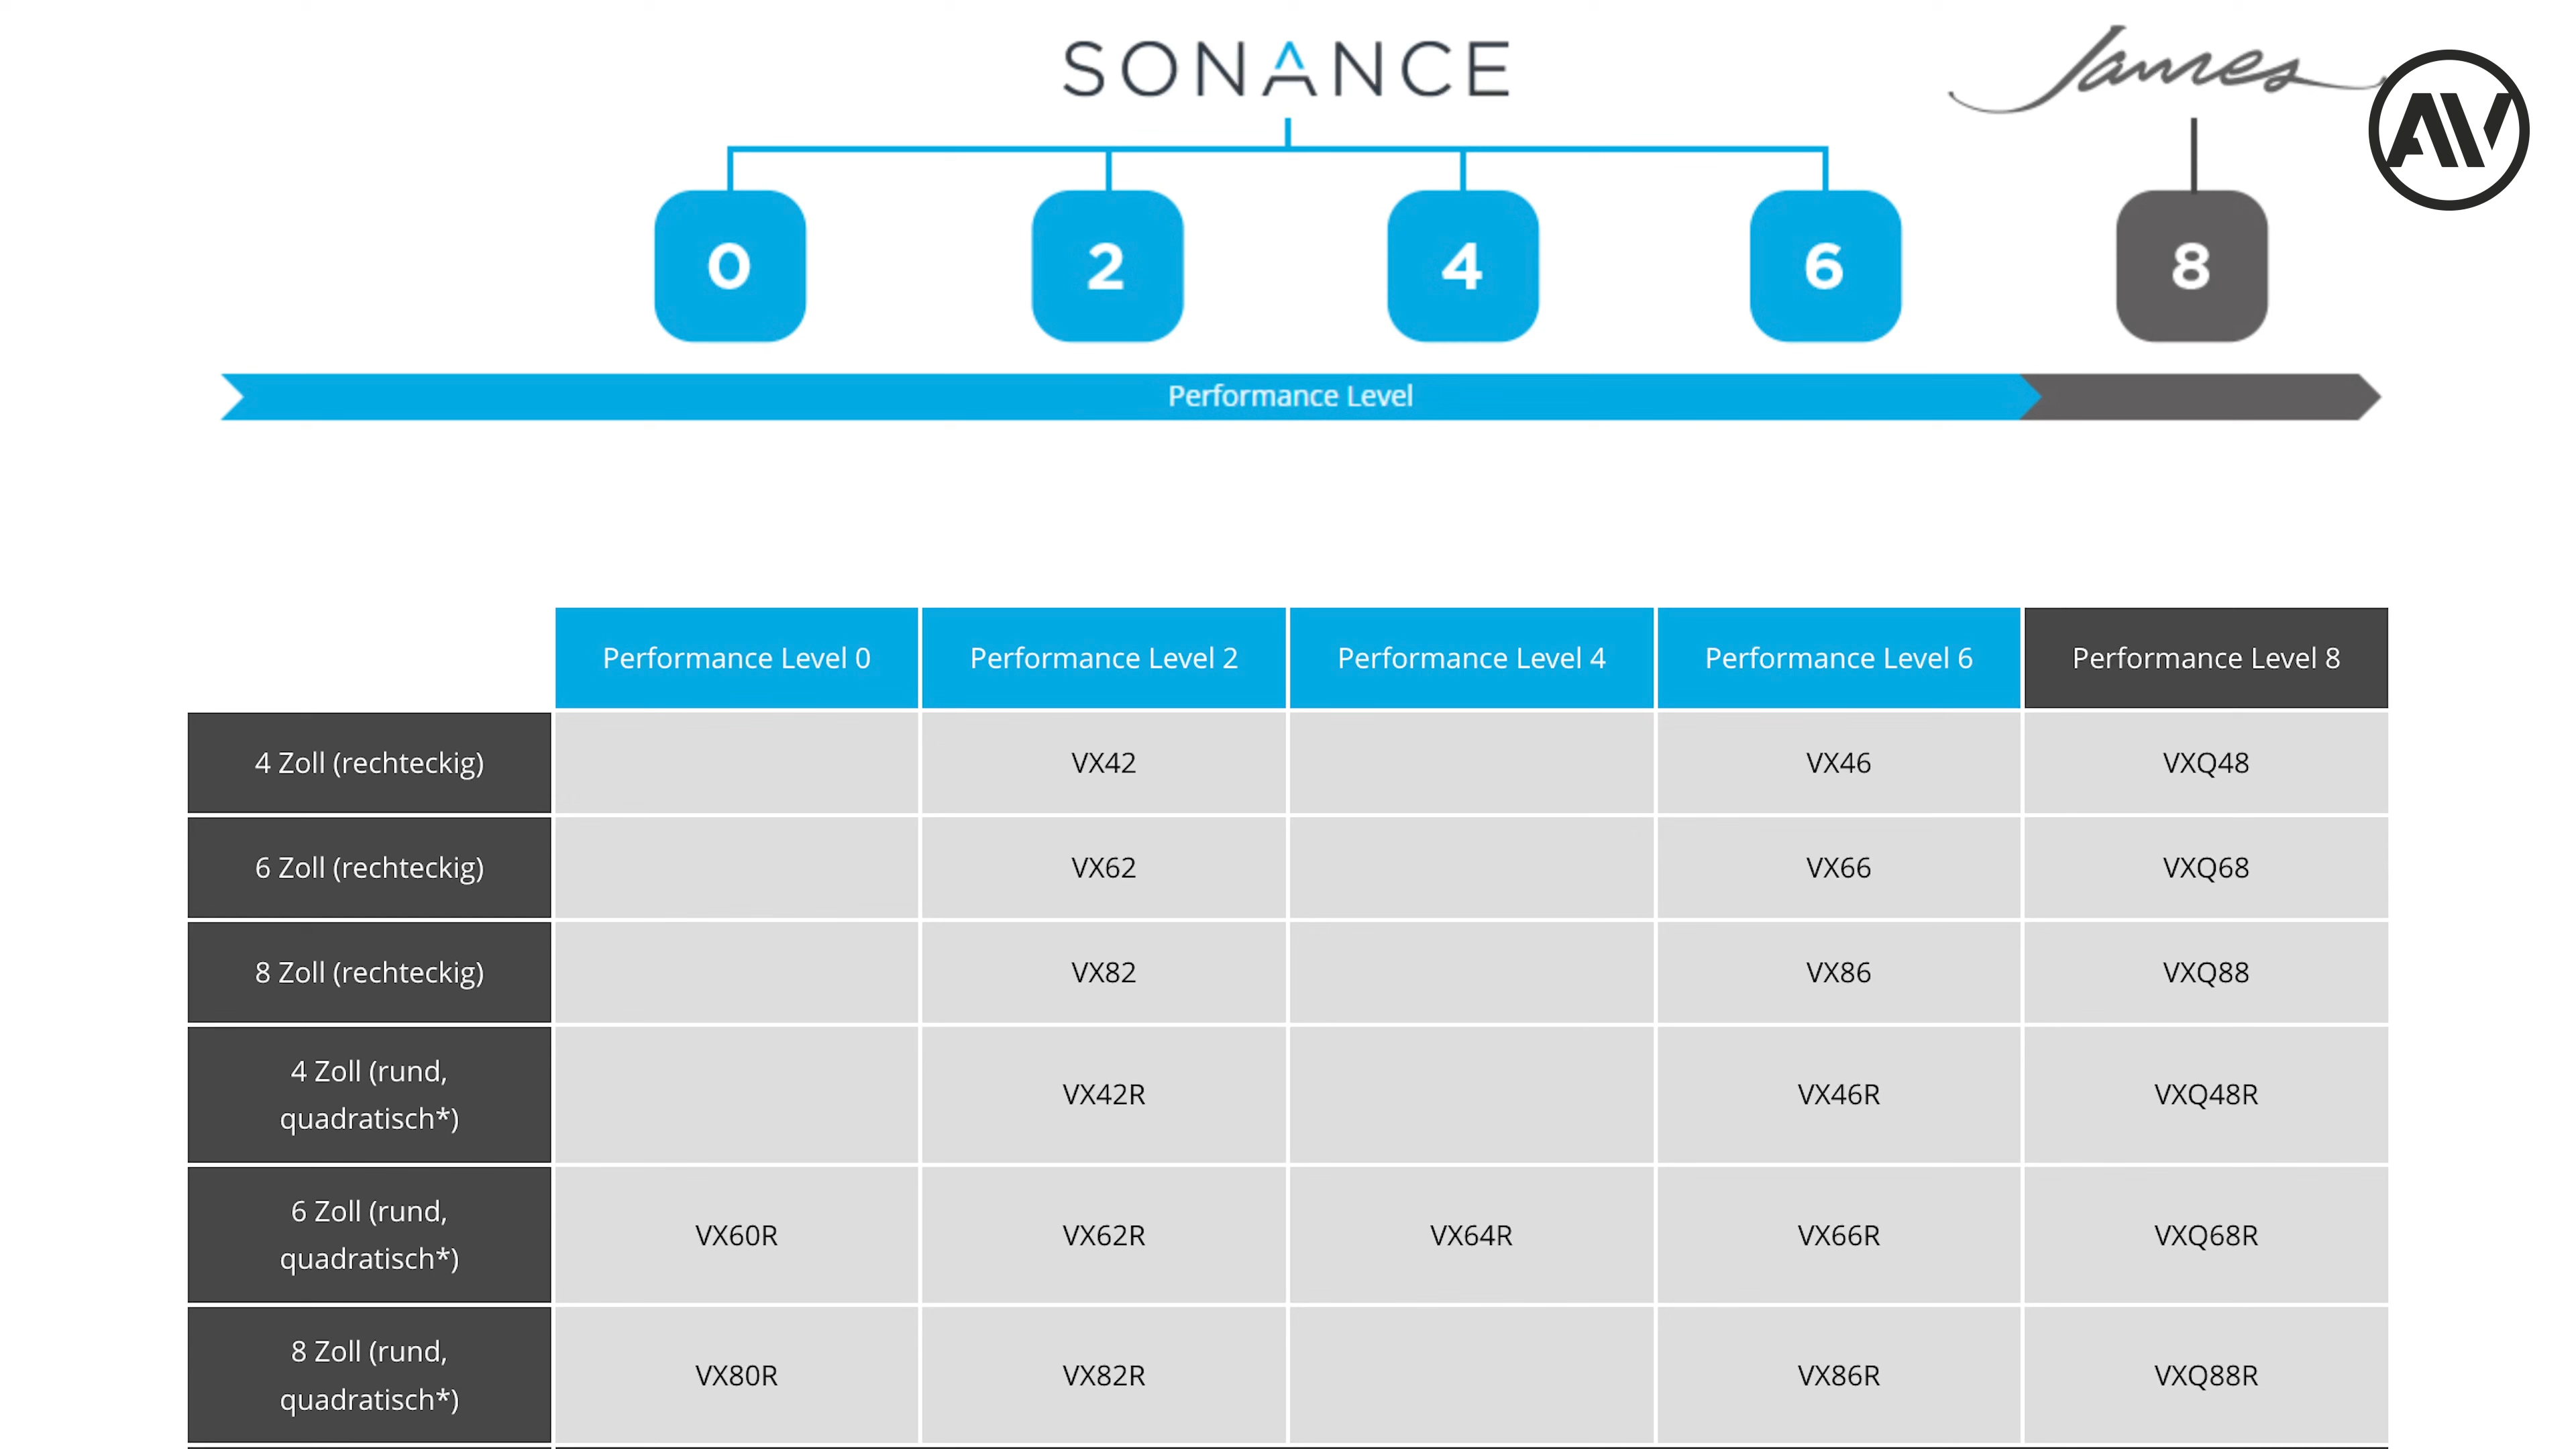 SONANCE
James
AV
0 2 4 6 8
Performance Level
Performance Level 0 Performance Level 2 Performance Level 4 Performance Level 6 Performance Level 8
4 Zoll (rechteckig) VX42 VX46 VXQ48
6 Zoll (rechteckig) VX62 VX66 VXQ68
8 Zoll (rechteckig) VX82 VX86 VXQ88
4 Zoll (rund,
quadratisch*) VX42R VX46R VXQ48R
6 Zoll (rund,
quadratisch*) VX60R VX62R VX64R VX66R VXQ68R
8 Zoll (rund,
quadratisch*) VX80R VX82R VX86R VXQ88R